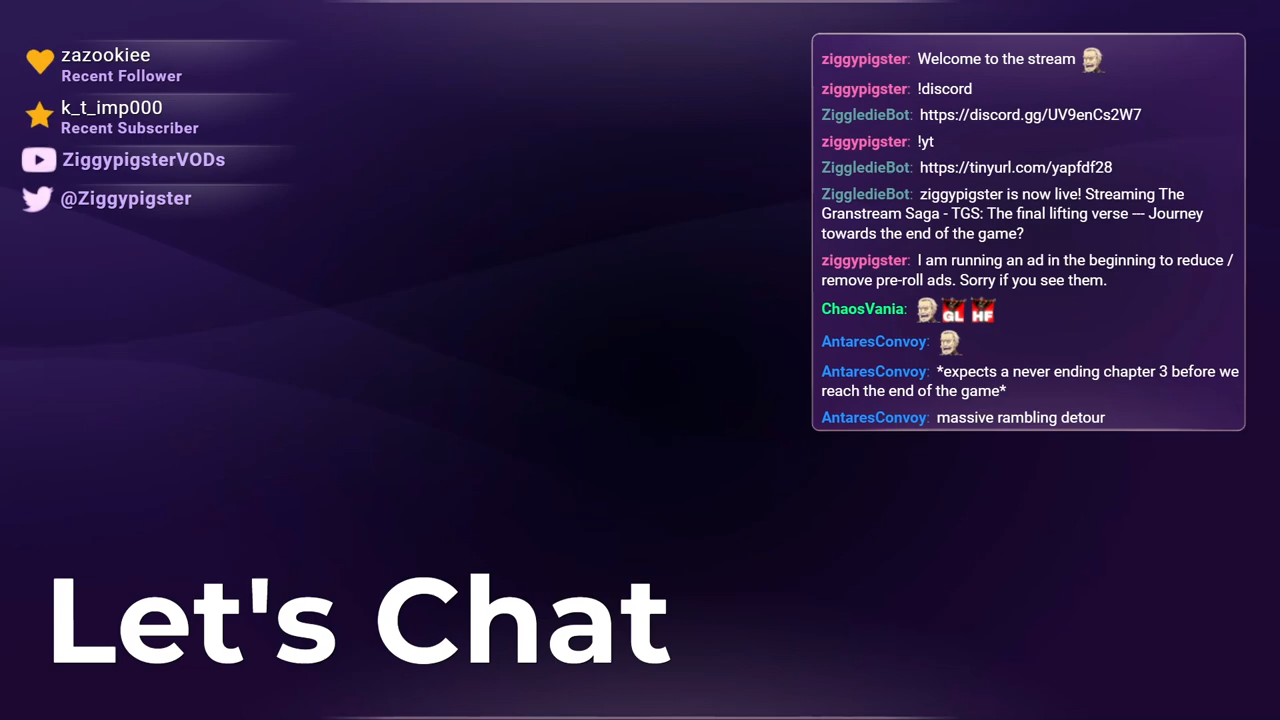 zazookiee
Recent Follower
k_t_imp000
Recent Subscriber
ZiggypigsterVODs
@Ziggypigster
ziggypigster: Welcome to the stream
ziggypigster: !discord
ZiggledieBot: https://discord.gg/UV9enCs2W7
ziggypigster: !yt
ZiggledieBot: https://tinyurl.com/yapfdf28
ZiggledieBot: ziggypigster is now live! Streaming The
Granstream Saga - TGS: The final lifting verse --- Journey
towards the end of the game?
ziggypigster: I am running an ad in the beginning to reduce /
remove pre-roll ads. Sorry if you see them.
ChaosVania: GL HF
AntaresConvoy:
AntaresConvoy: *expects a never ending chapter 3 before we
reach the end of the game*
AntaresConvoy: massive rambling detour
Let's Chat